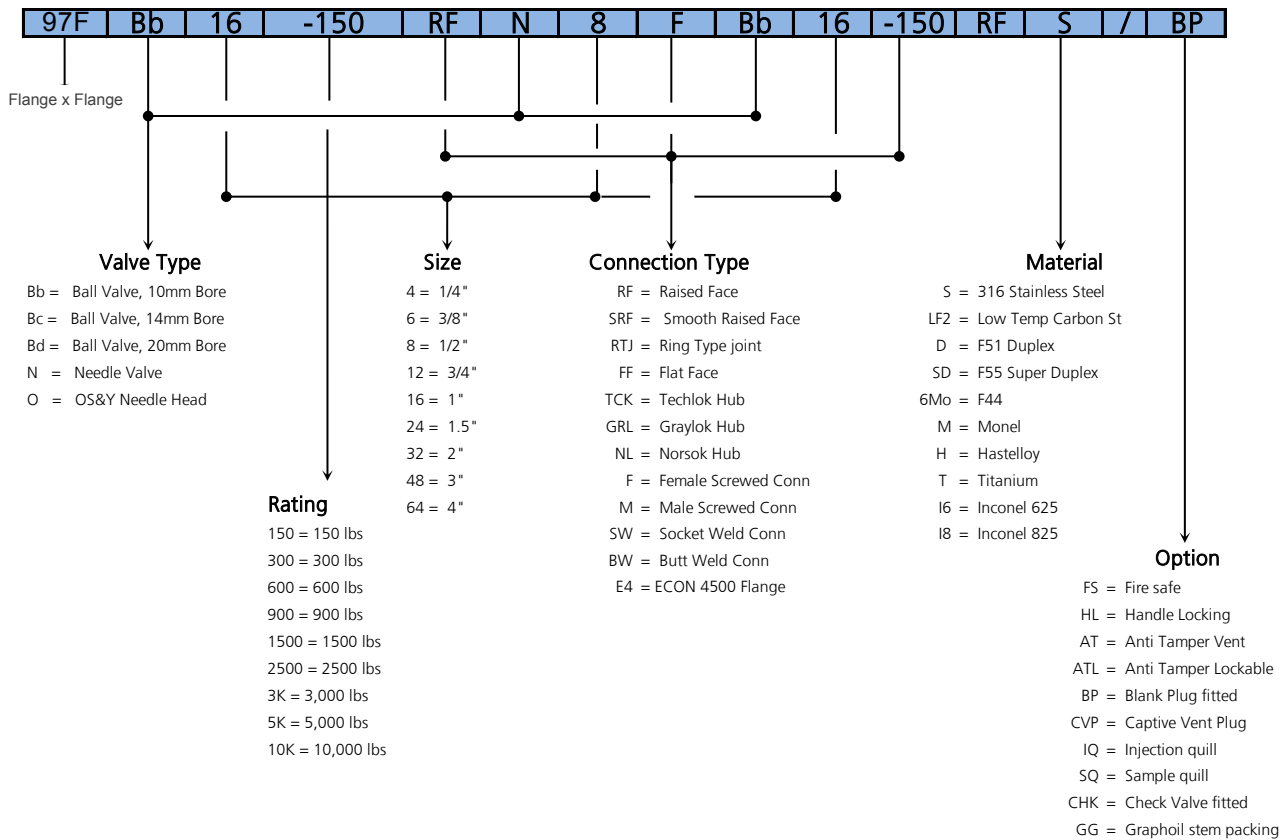 97F Bb 16 -150 RF N 8 F Bb 16 -150 RF S / BP
Flange x Flange
Valve Type
Bb = Ball Valve, 10mm Bore
Bc = Ball Valve, 14mm Bore
Bd = Ball Valve, 20mm Bore
N = Needle Valve
O = OS&Y Needle Head
Rating
150 = 150 lbs
300 = 300 lbs
600 = 600 lbs
900 = 900 lbs
1500 = 1500 lbs
2500 = 2500 lbs
3K = 3,000 lbs
5K = 5,000 lbs
10K = 10,000 lbs
Size
4 = 1/4"
6 = 3/8"
8 = 1/2"
12 = 3/4"
16 = 1"
24 = 1.5"
32 = 2"
48 = 3"
64 = 4"
Connection Type
RF = Raised Face
SRF = Smooth Raised Face
RTJ = Ring Type joint
FF = Flat Face
TCK = Techlok Hub
GRL = Graylok Hub
NL = Norsok Hub
F = Female Screwed Conn
M = Male Screwed Conn
SW = Socket Weld Conn
BW = Butt Weld Conn
E4 = ECON 4500 Flange
Material
S = 316 Stainless Steel
LF2 = Low Temp Carbon St
D = F51 Duplex
SD = F55 Super Duplex
6Mo = F44
M = Monel
H = Hastelloy
T = Titanium
I6 = Inconel 625
I8 = Inconel 825
Option
FS = Fire safe
HL = Handle Locking
AT = Anti Tamper Vent
ATL = Anti Tamper Lockable
BP = Blank Plug fitted
CVP = Captive Vent Plug
IQ = Injection quill
SQ = Sample quill
CHK = Check Valve fitted
GG = Graphoil stem packing